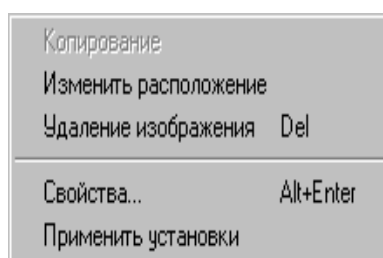 Копирование
Изменить расположение
Удаление изображения Del
Свойства... Alt+Enter
Применить установки